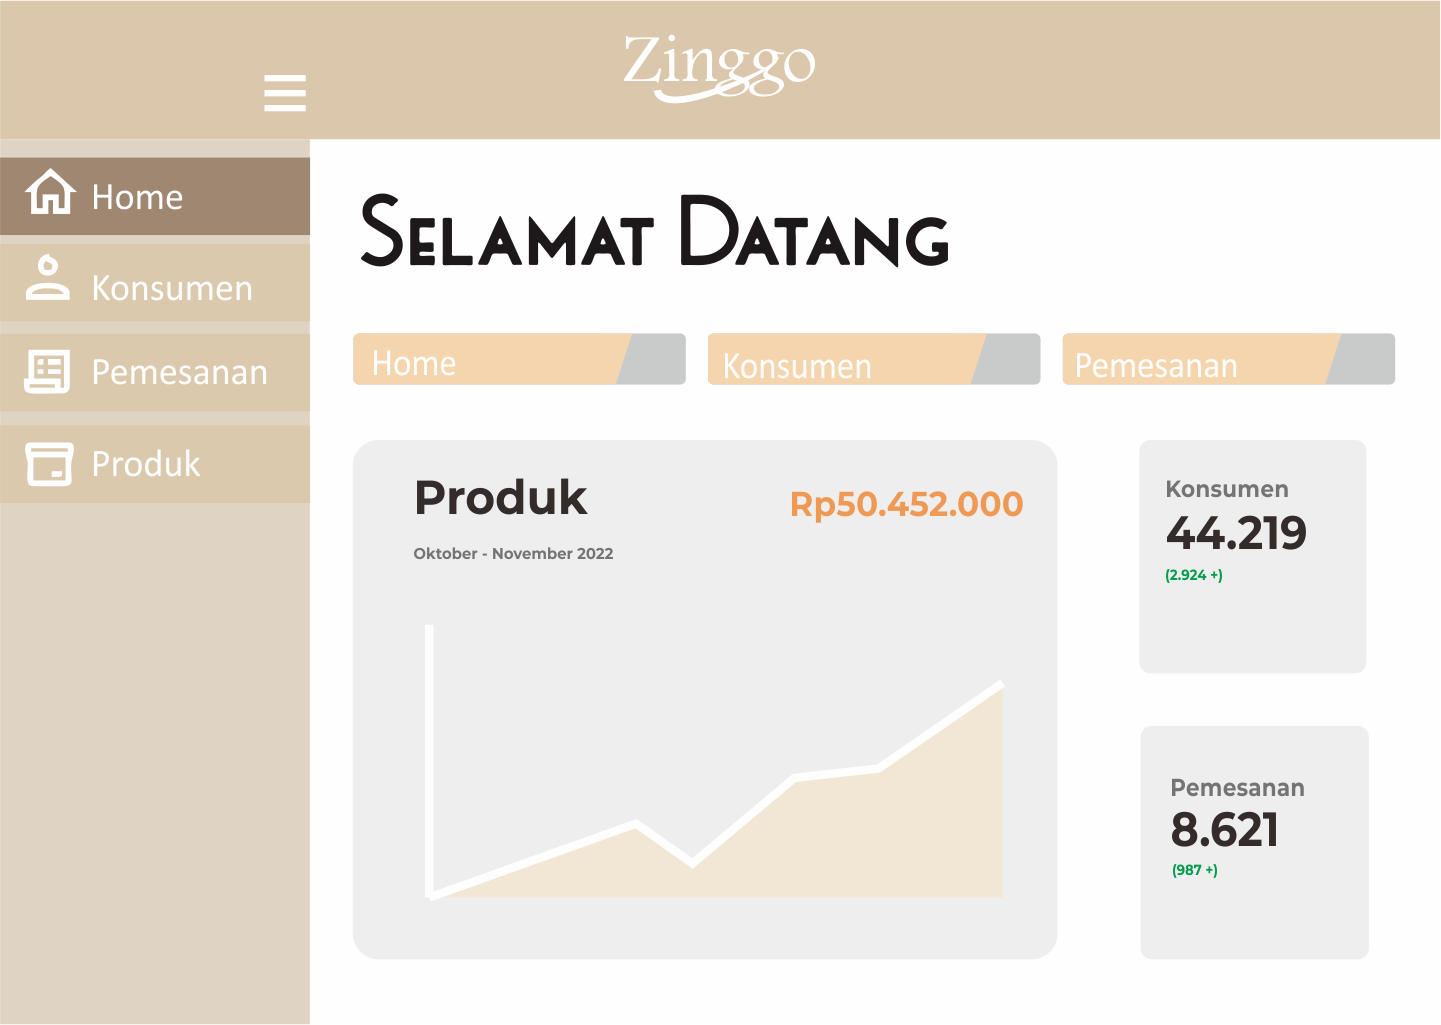 Zinggo
Home
Konsumen
Pemesanan
Produk
Selamat Datang
Home
Konsumen
Pemesanan
Produk
Rp50.452.000
Oktober - November 2022
Konsumen
44.219
(2.924 +)
Pemesanan
8.621
(987 +)